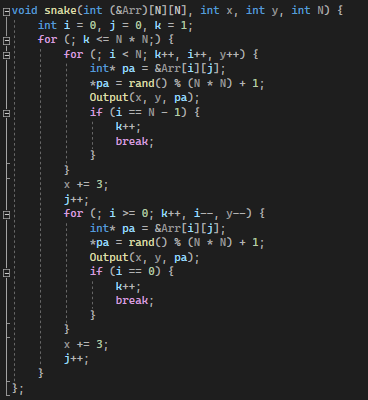 void snake(int (&Arr)[N][N], int x, int y, int N) {
    int i = 0, j = 0, k = 1;
    for (; k <= N * N;) {
        for (; i < N; k++, i++, y++) {
            int* pa = &Arr[i][j];
            *pa = rand() % (N * N) + 1;
            Output(x, y, pa);
            if (i == N - 1) {
                k++;
                break;
            }
        }
        x += 3;
        j++;
        for (; i >= 0; k++, i--, y--) {
            int* pa = &Arr[i][j];
            *pa = rand() % (N * N) + 1;
            Output(x, y, pa);
            if (i == 0) {
                k++;
                break;
            }
        }
        x += 3;
        j++;
    }
};